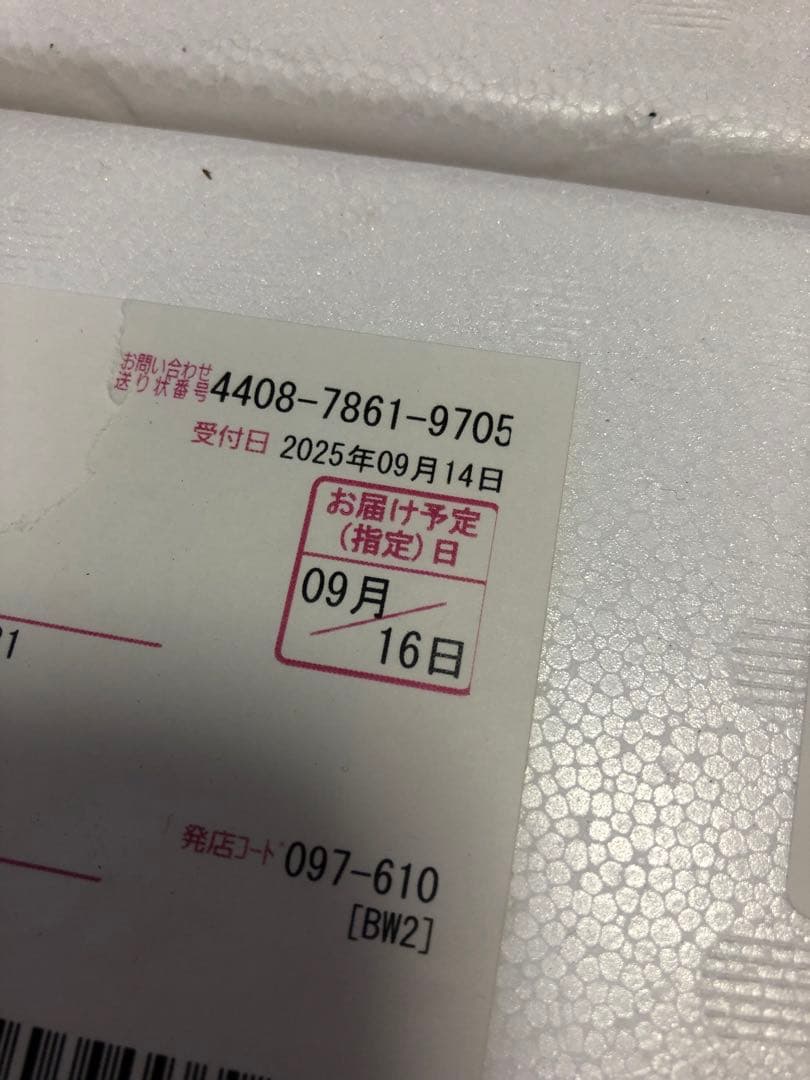 お問い合わせ
送り状番号 4408-7861-9705
受付日 2025年09月14日
お届け予定
(指定)日
09月
16日
1
発店コード 097-610
[BW2]